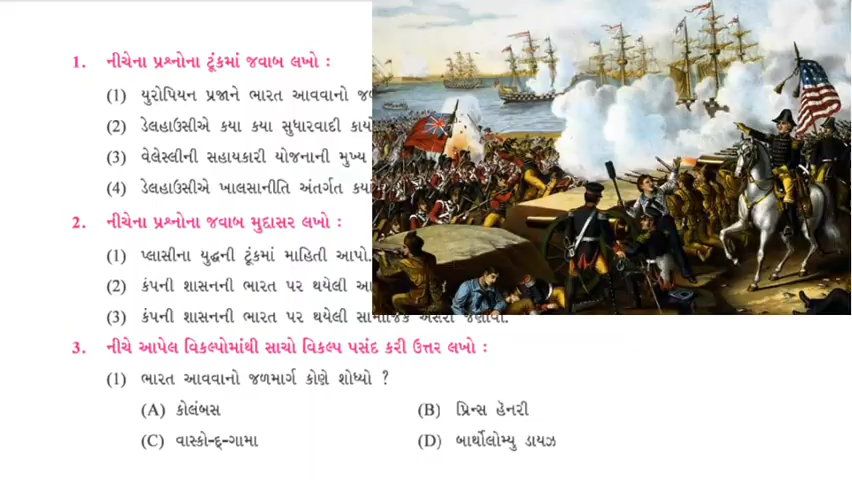 1. નીચેના પ્રશ્નોના ટૂંકમાં જવાબ લખો :
(1) યુરોપિયન પ્રજાને ભારત આવવાનો
(2) ડેલહાઉસીએ કયા કયા સુધારવાદી
(3) વેલેસ્લીની સહાયકારી યોજનાની મુખ્ય
(4) ડેલહાઉસીએ ખાલસાનીતિ અંતર્ગત
2. નીચેના પ્રશ્નોના જવાબ મુદ્દાસર લખો :
(1) પ્લાસીના યુદ્ધની ટૂંકમાં માહિતી આપો.
(2) કંપની શાસનની ભારત પર થયેલી
(3) કંપની શાસનની ભારત પર થયેલી સામાજિક અસરો જણાવો.
3. નીચે આપેલ વિકલ્પોમાંથી સાચો વિકલ્પ પસંદ કરી ઉત્તર લખો :
(1) ભારત આવવાનો જળમાર્ગ કોણે શોધ્યો ?
(A) કોલંબસ (B) પ્રિન્સ હેનરી
(C) વાસ્કો-દ્-ગામા (D) બાર્થોલોમ્યુ ડાયઝ